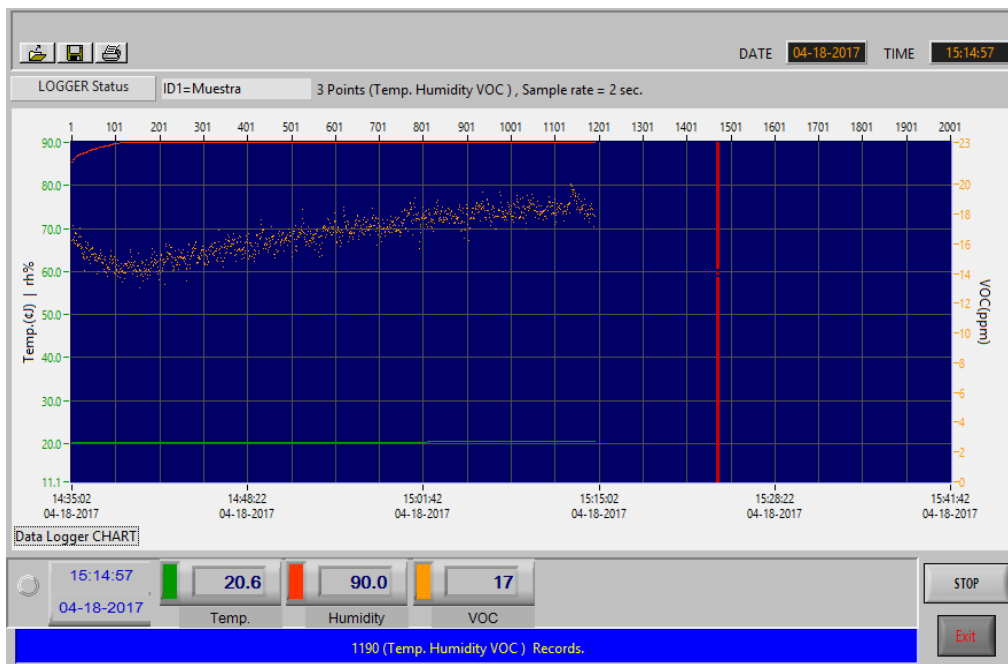 DATE 04-18-2017 TIME 15:14:57
LOGGER Status ID1=Muestra 3 Points (Temp. Humidity VOC ) , Sample rate = 2 sec.
1 101 201 301 401 501 601 701 801 901 1001 1101 1201 1301 1401 1501 1601 1701 1801 1901 2001
90.0 23
80.0 20
70.0 18
16
60.0 14
50.0 12
10
40.0 8
30.0 6
4
20.0 2
11.1 0
Temp.(¢J) | rh%
VOC(ppm)
14:35:02 14:48:22 15:01:42 15:15:02 15:28:22 15:41:42
04-18-2017 04-18-2017 04-18-2017 04-18-2017 04-18-2017 04-18-2017
Data Logger CHART
15:14:57 20.6 90.0 17 STOP
04-18-2017 Temp. Humidity VOC
Exit
1190 (Temp. Humidity VOC ) Records.